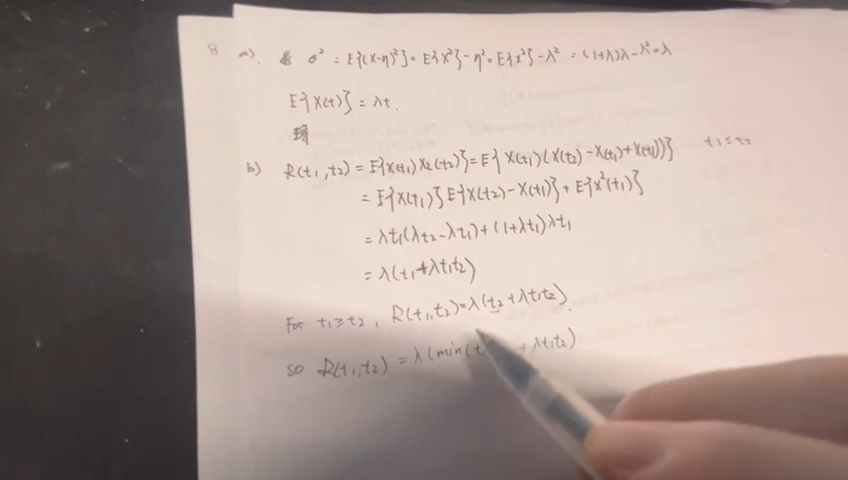 8 a). σ² = E{(X-η)²} = E{X²} - η² = E{X²} - λ² = (1+λ)λ - λ² = λ
E{X(t)} = λt.
b) R(t₁,t₂) = E{X(t₁)X₂(t₂)} = E{X(t₁)(X(t₂) - X(t₁) + X(t₁))} t₁≤t₂
= E{X(t₁)}E{X(t₂) - X(t₁)} + E{X²(t₁)}
= λt₁(λt₂ - λt₁) + (1+λt₁)λt₁
= λ(t₁+λt₁t₂)
For t₁≥t₂, R(t₁,t₂) = λ(t₂+λt₁t₂).
so R(t₁,t₂) = λ(min(t + λt₁t₂)